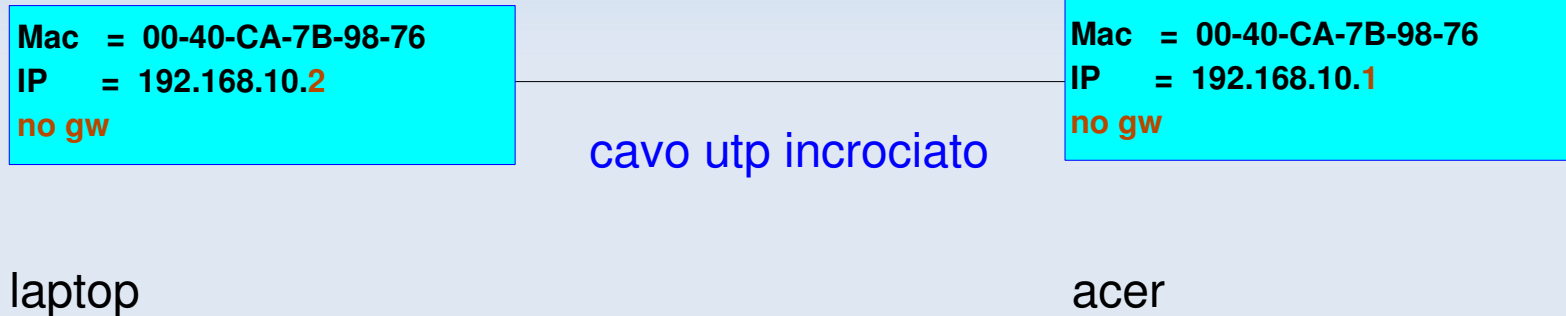 Mac = 00-40-CA-7B-98-76
IP = 192.168.10.2
no gw
cavo utp incrociato
Mac = 00-40-CA-7B-98-76
IP = 192.168.10.1
no gw
laptop
acer